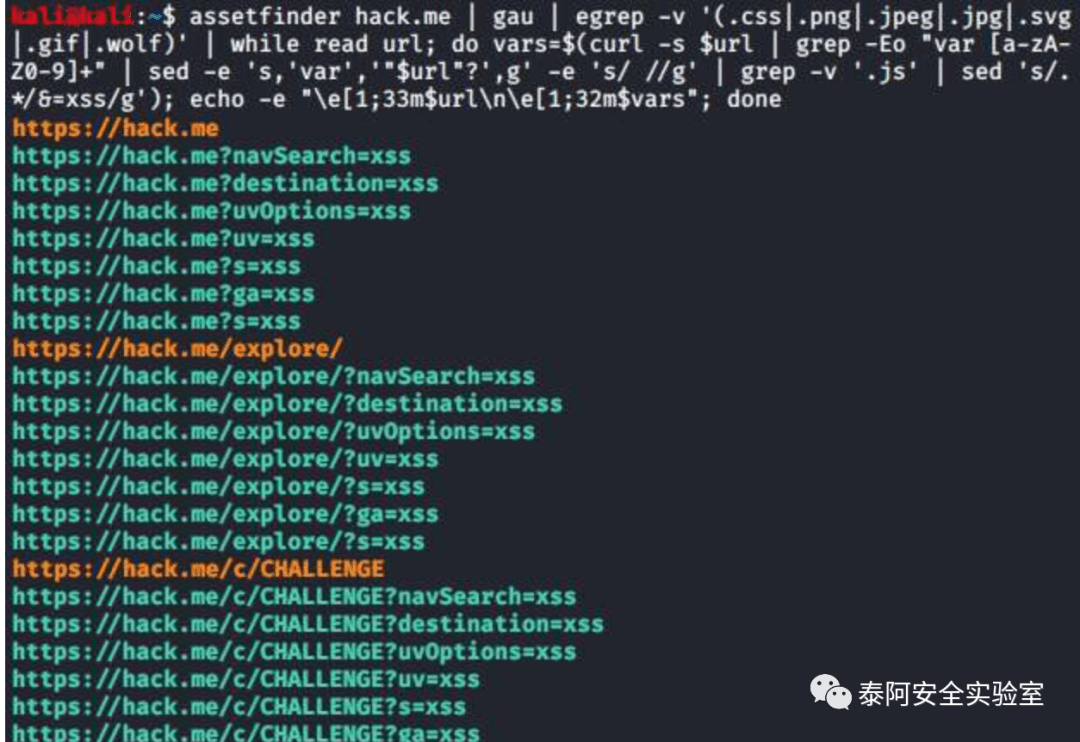 kali@kali:~$ assetfinder hack.me | gau | egrep -v '(.css|.png|.jpeg|.jpg|.svg
|.gif|.wolf)' | while read url; do vars=$(curl -s $url | grep -Eo "var [a-zA-
Z0-9]+" | sed -e 's,'var','"$url"?',g' -e 's/ //g' | grep -v '.js' | sed 's/.
*/&=xss/g'); echo -e "\e[1;33m$url\n\e[1;32m$vars"; done
https://hack.me
https://hack.me?navSearch=xss
https://hack.me?destination=xss
https://hack.me?uvOptions=xss
https://hack.me?uv=xss
https://hack.me?s=xss
https://hack.me?ga=xss
https://hack.me?s=xss
https://hack.me/explore/
https://hack.me/explore/?navSearch=xss
https://hack.me/explore/?destination=xss
https://hack.me/explore/?uvOptions=xss
https://hack.me/explore/?uv=xss
https://hack.me/explore/?s=xss
https://hack.me/explore/?ga=xss
https://hack.me/explore/?s=xss
https://hack.me/c/CHALLENGE
https://hack.me/c/CHALLENGE?navSearch=xss
https://hack.me/c/CHALLENGE?destination=xss
https://hack.me/c/CHALLENGE?uvOptions=xss
https://hack.me/c/CHALLENGE?uv=xss
https://hack.me/c/CHALLENGE?s=xss
https://hack.me/c/CHALLENGE?ga=xss
泰阿安全实验室